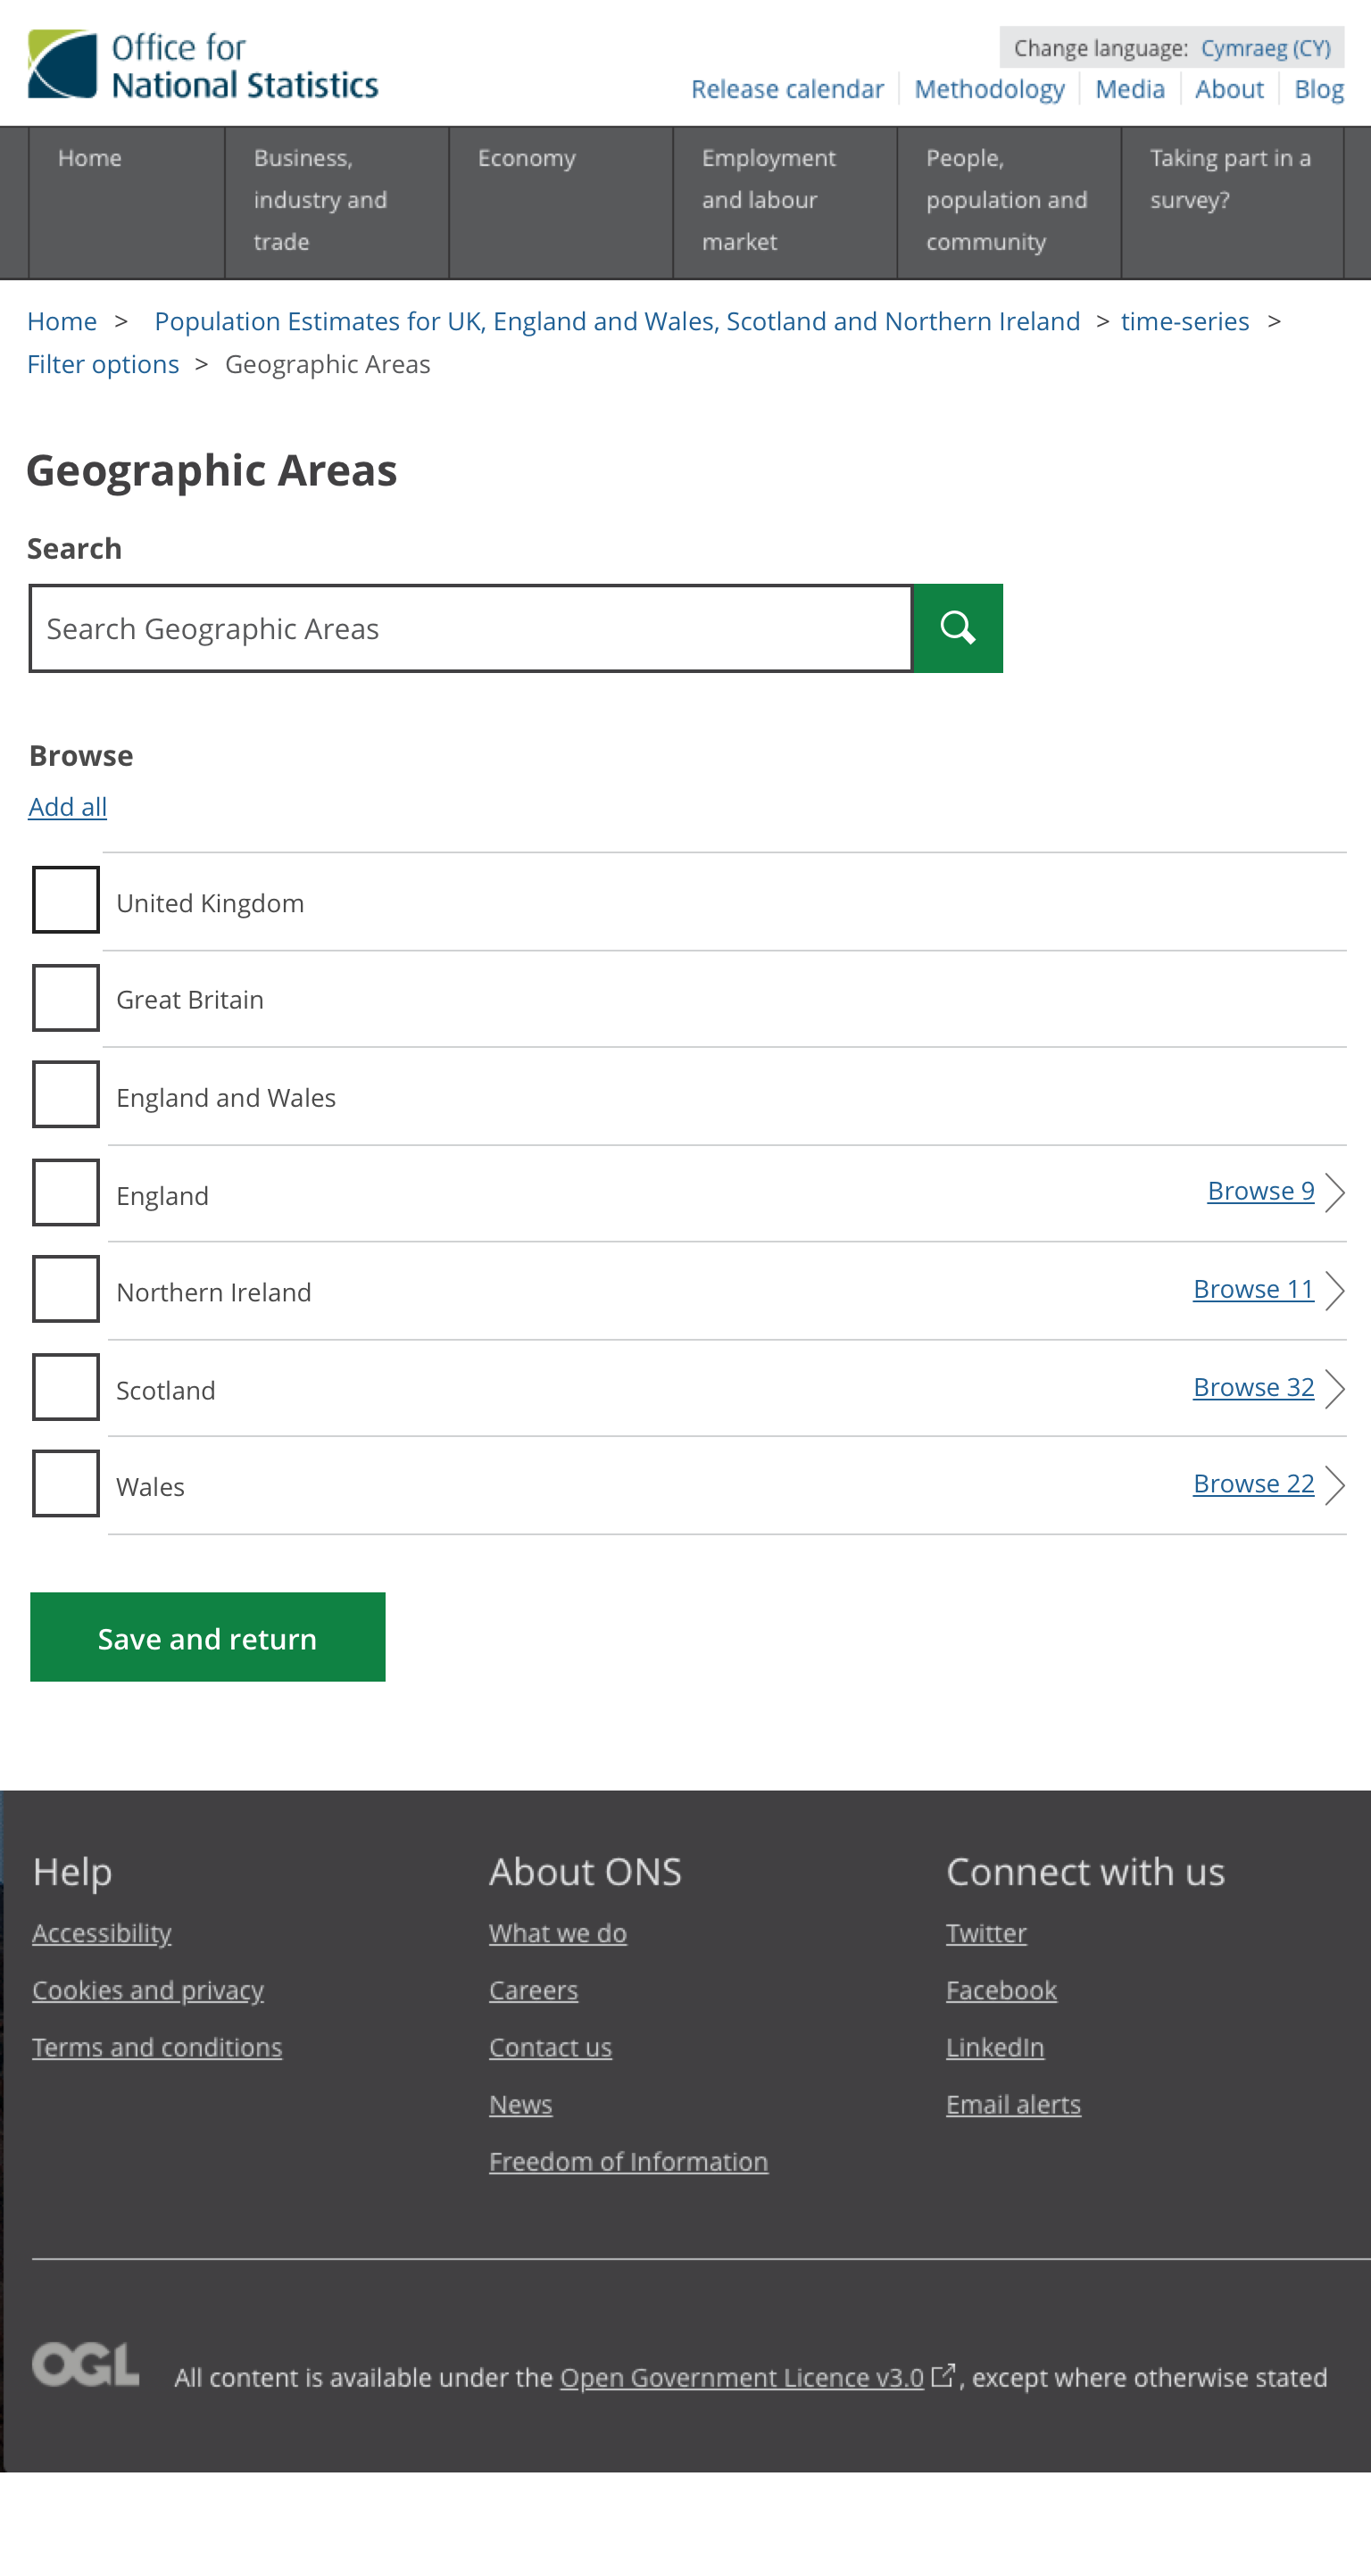 Office for
National Statistics
Change language: Cymraeg (CY)
Release calendar Methodology Media About Blog
Home
Business,
industry and
trade
Economy
Employment
and labour
market
People,
population and
community
Taking part in a
survey?
Home > Population Estimates for UK, England and Wales, Scotland and Northern Ireland > time-series >
Filter options > Geographic Areas
Geographic Areas
Search
Search Geographic Areas
Browse
Add all
United Kingdom
Great Britain
England and Wales
England Browse 9
Northern Ireland Browse 11
Scotland Browse 32
Wales Browse 22
Save and return
Help
Accessibility
Cookies and privacy
Terms and conditions
About ONS
What we do
Careers
Contact us
News
Freedom of Information
Connect with us
Twitter
Facebook
LinkedIn
Email alerts
OGL
All content is available under the Open Government Licence v3.0 , except where otherwise stated